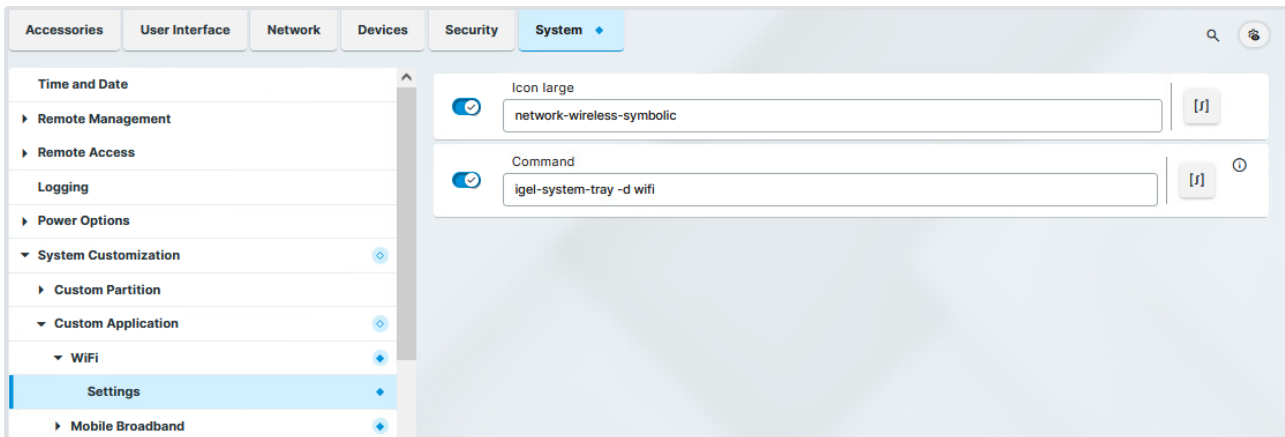 Accessories
User Interface
Network
Devices
Security
System
Time and Date
Remote Management
Remote Access
Logging
Power Options
System Customization
Custom Partition
Custom Application
WiFi
Settings
Mobile Broadband
Icon large
network-wireless-symbolic
Command
igel-system-tray -d wifi